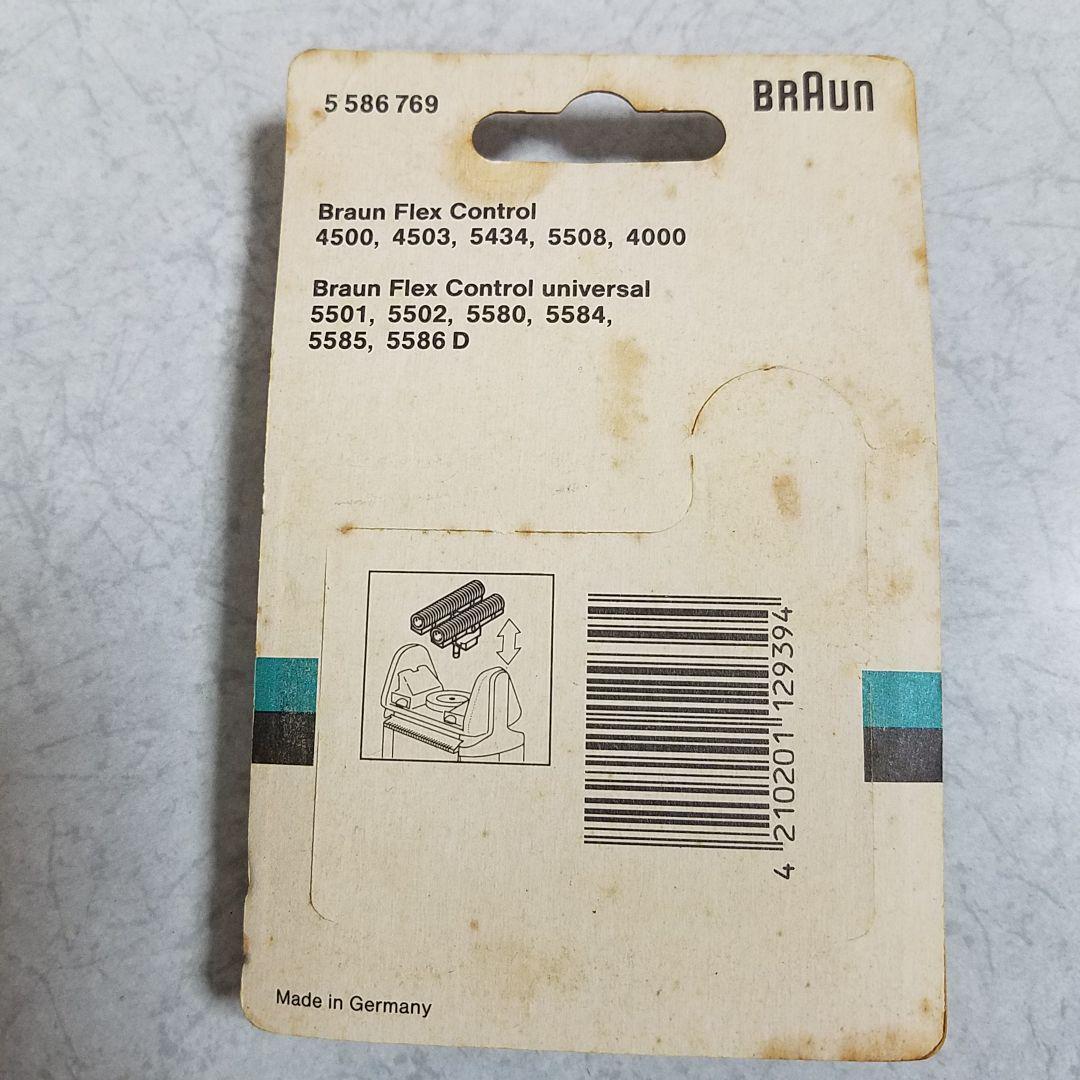 5 586 769
BRAUN
Braun Flex Control
4500, 4503, 5434, 5508, 4000
Braun Flex Control universal
5501, 5502, 5580, 5584,
5585, 5586 D
4 210201 129394
Made in Germany